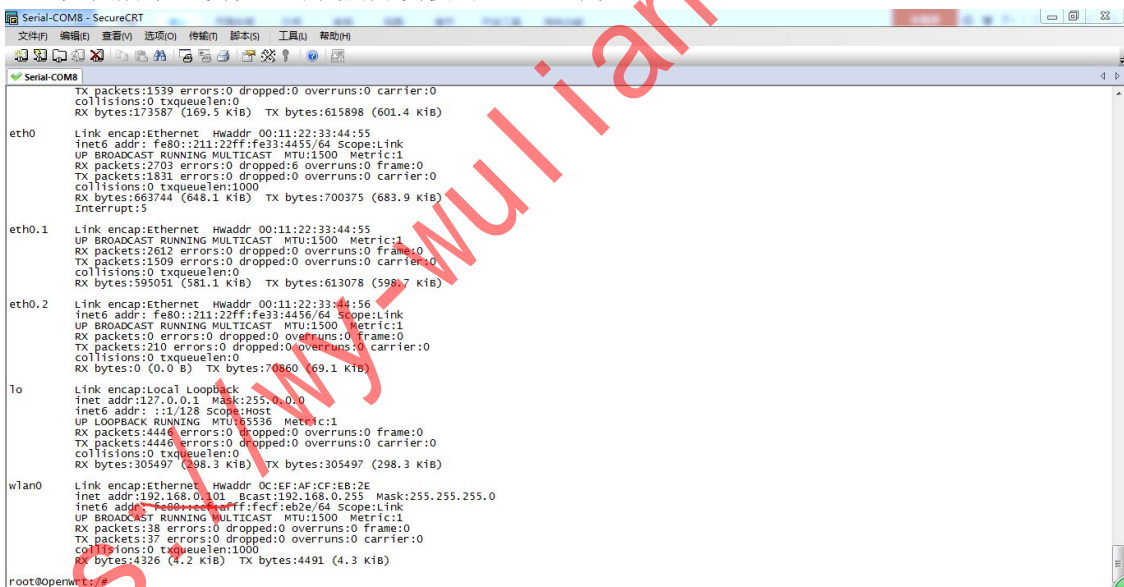 Serial-COM8 - SecureCRT
文件(F) 编辑(E) 查看(V) 选项(O) 传输(T) 脚本(S) 工具(L) 帮助(H)
Serial-COM8
TX packets:1539 errors:0 dropped:0 overruns:0 carrier:0
collisions:0 txqueuelen:0
RX bytes:173587 (169.5 KiB) TX bytes:615898 (601.4 KiB)
eth0 Link encap:Ethernet HWaddr 00:11:22:33:44:55
inet6 addr: fe80::211:22ff:fe33:4455/64 Scope:Link
UP BROADCAST RUNNING MULTICAST MTU:1500 Metric:1
RX packets:2703 errors:0 dropped:6 overruns:0 frame:0
TX packets:1831 errors:0 dropped:0 overruns:0 carrier:0
collisions:0 txqueuelen:1000
RX bytes:663744 (648.1 KiB) TX bytes:700375 (683.9 KiB)
Interrupt:5
eth0.1 Link encap:Ethernet HWaddr 00:11:22:33:44:55
UP BROADCAST RUNNING MULTICAST MTU:1500 Metric:1
RX packets:2612 errors:0 dropped:0 overruns:0 frame:0
TX packets:1509 errors:0 dropped:0 overruns:0 carrier:0
collisions:0 txqueuelen:0
RX bytes:595051 (581.1 KiB) TX bytes:613078 (598.7 KiB)
eth0.2 Link encap:Ethernet HWaddr 00:11:22:33:44:56
inet6 addr: fe80::211:22ff:fe33:4456/64 Scope:Link
UP BROADCAST RUNNING MULTICAST MTU:1500 Metric:1
RX packets:0 errors:0 dropped:0 overruns:0 frame:0
TX packets:210 errors:0 dropped:0 overruns:0 carrier:0
collisions:0 txqueuelen:0
RX bytes:0 (0.0 B) TX bytes:70860 (69.1 KiB)
lo Link encap:Local Loopback
inet addr:127.0.0.1 Mask:255.0.0.0
inet6 addr: ::1/128 Scope:Host
UP LOOPBACK RUNNING MTU:65536 Metric:1
RX packets:4446 errors:0 dropped:0 overruns:0 frame:0
TX packets:4446 errors:0 dropped:0 overruns:0 carrier:0
collisions:0 txqueuelen:0
RX bytes:305497 (298.3 KiB) TX bytes:305497 (298.3 KiB)
wlan0 Link encap:Ethernet HWaddr 0C:EF:AF:CF:EB:2E
inet addr:192.168.0.101 Bcast:192.168.0.255 Mask:255.255.255.0
inet6 addr: fe80::eef:afff:fecf:eb2e/64 Scope:Link
UP BROADCAST RUNNING MULTICAST MTU:1500 Metric:1
RX packets:38 errors:0 dropped:0 overruns:0 frame:0
TX packets:37 errors:0 dropped:0 overruns:0 carrier:0
collisions:0 txqueuelen:1000
RX bytes:4326 (4.2 KiB) TX bytes:4491 (4.3 KiB)
root@OpenWrt:/#
s://wy-wulian